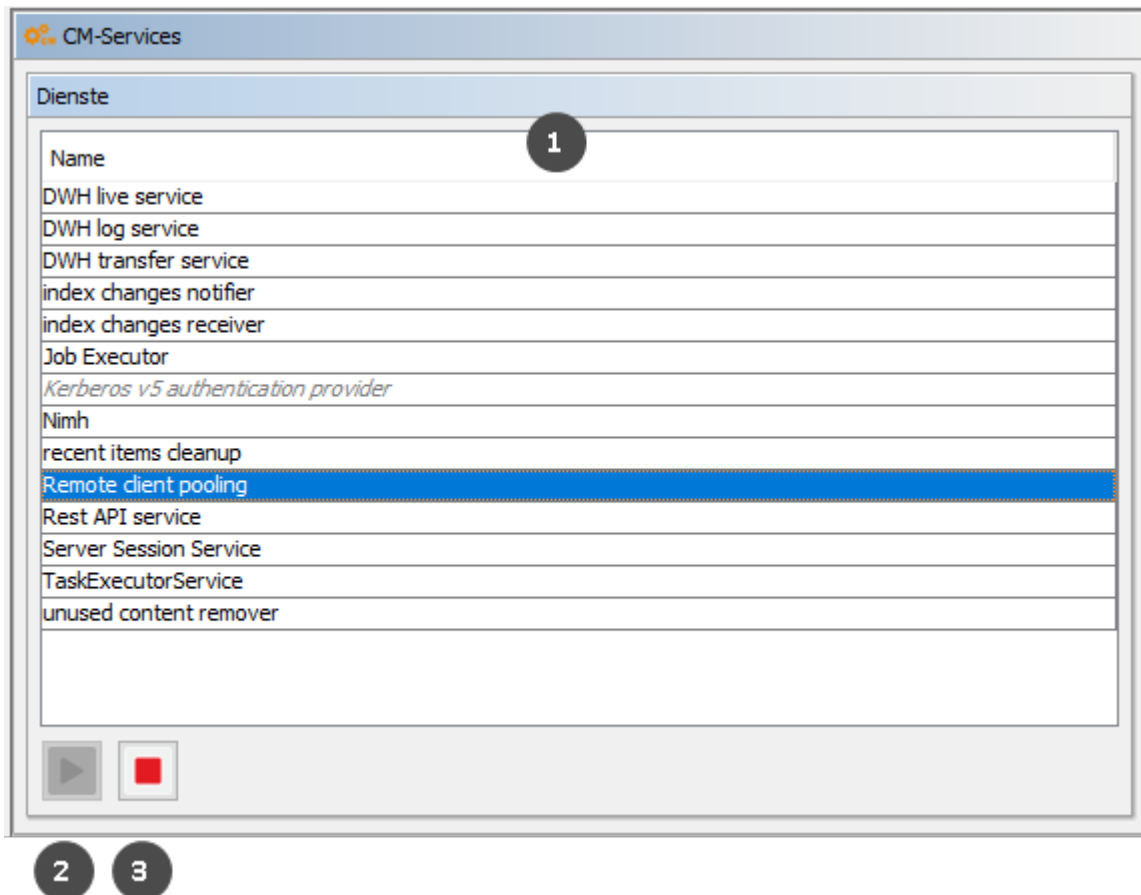 CM-Services
Dienste
1
Name
DWH live service
DWH log service
DWH transfer service
index changes notifier
index changes receiver
Job Executor
Kerberos v5 authentication provider
Nimh
recent items cleanup
Remote client pooling
Rest API service
Server Session Service
TaskExecutorService
unused content remover
2 3